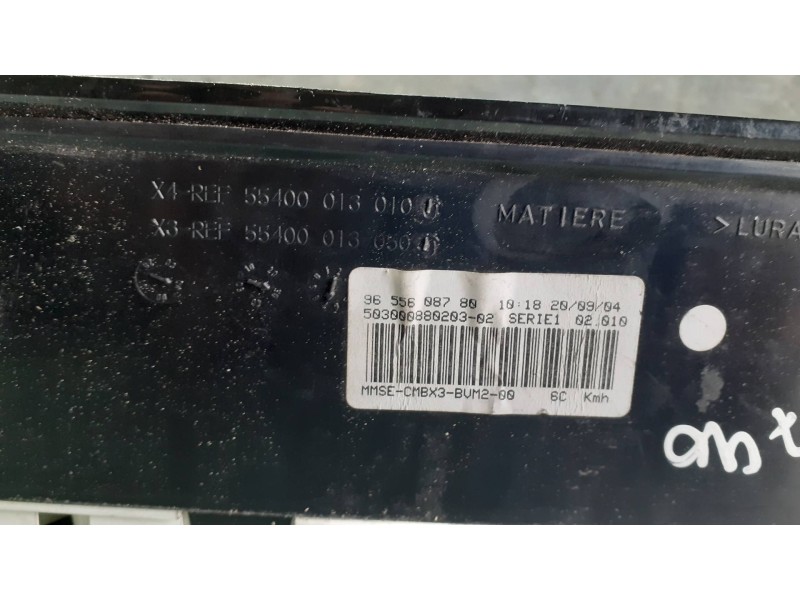 X4-REF 55400 013 010
X3-REF 55400 013 050
MATIERE >LURA
96 556 087 80 10:18 20/09/04
503000880203-02 SERIE1 02.010
MMSE-CMBX3-BVM2-00 6C Kmh